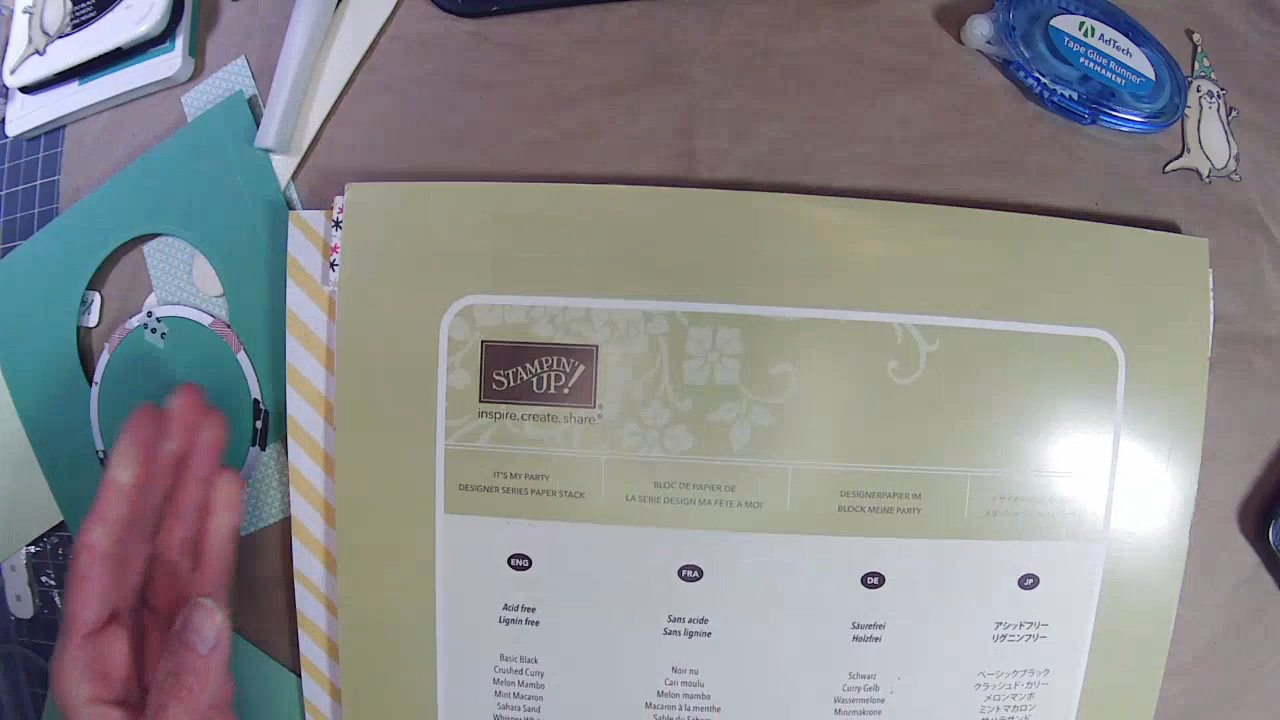 AdTech
Tape Glue Runner
PERMANENT
STAMPIN'
UP!
inspire.create.share.
IT'S MY PARTY
DESIGNER SERIES PAPER STACK
BLOC DE PAPIER DE
LA SERIE DESIGN MA FÊTE A MOI
DESIGNERPAPIER IM
BLOCK MEINE PARTY
ENG
Acid free
Lignin free
Basic Black
Crushed Curry
Melon Mambo
Mint Macaron
Sahara Sand
FRA
Sans acide
Sans lignine
Noir nu
Cari moulu
Melon mambo
Macaron à la menthe
Sable du Sahara
DE
Säurefrei
Holzfrei
Schwarz
Curry-Gelb
Wassermelone
Minzmakrone
JP
アシッドフリー
リグニンフリー
ベーシックブラック
クラッシュド・カリー
メロンマンボ
ミントマカロン